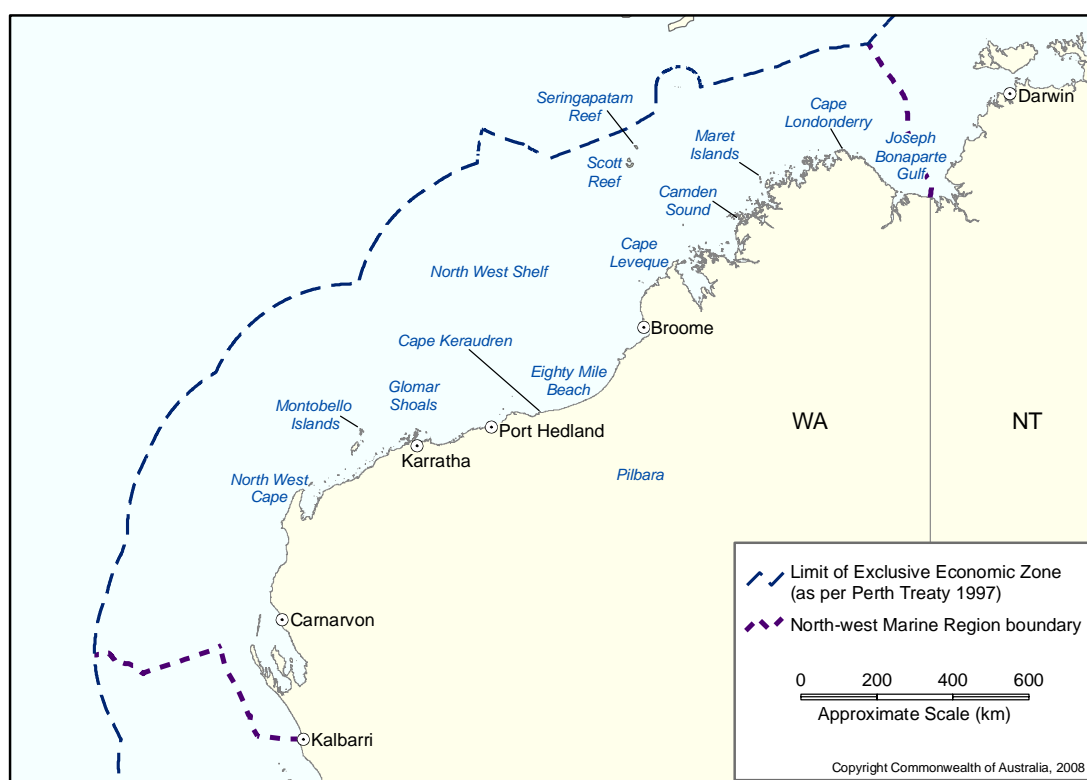 Seringapatam
Reef
Scott
Reef
Maret
Islands
Cape
Londonderry
Darwin
Joseph
Bonaparte
Gulf
Camden
Sound
Cape
Leveque
North West Shelf
Broome
Cape Keraudren
Eighty Mile
Beach
Glomar
Shoals
Montobello
Islands
Port Hedland
Karratha
WA
NT
Pilbara
North West
Cape
Carnarvon
Kalbarri
Limit of Exclusive Economic Zone
(as per Perth Treaty 1997)
North-west Marine Region boundary
0 200 400 600
Approximate Scale (km)
Copyright Commonwealth of Australia, 2008